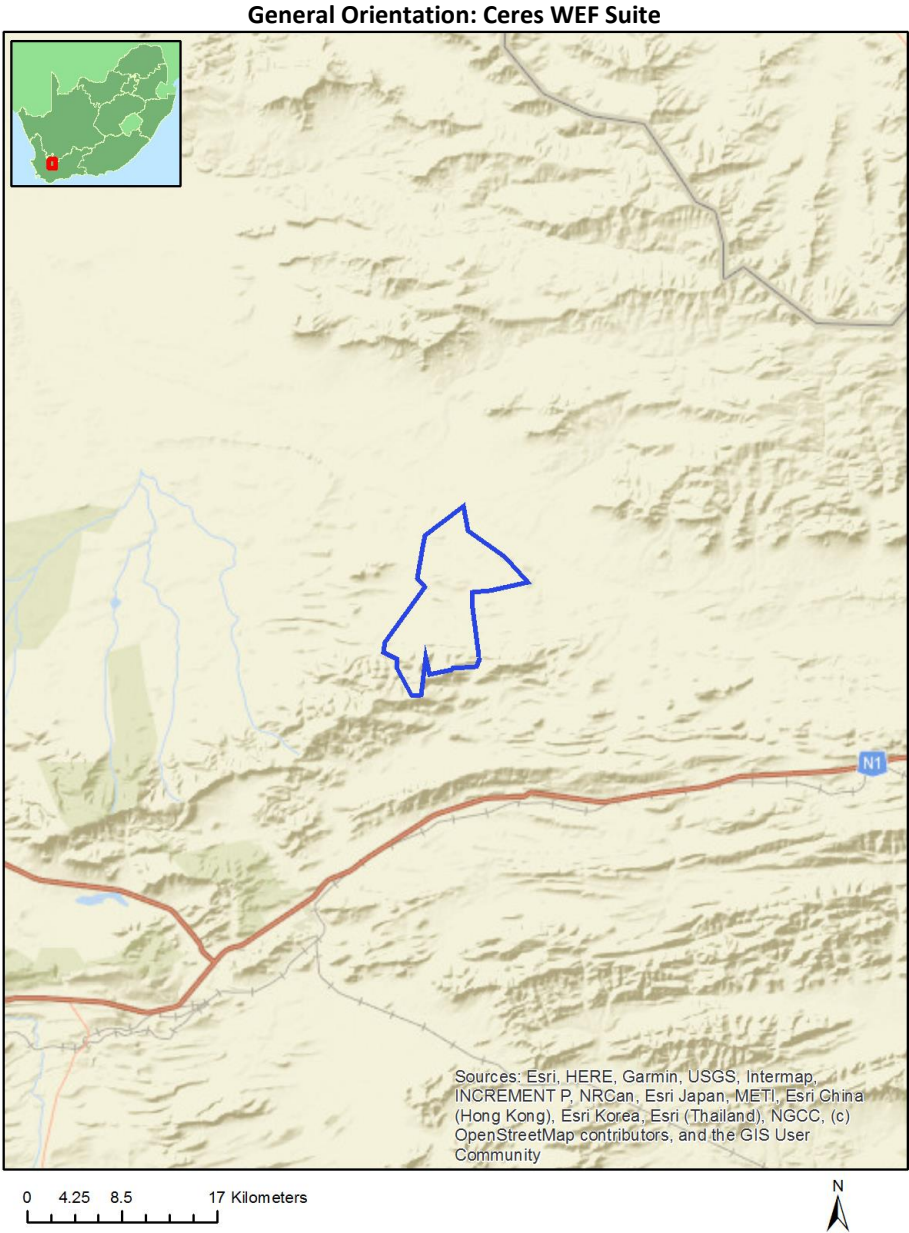 General Orientation: Ceres WEF Suite
N1
Sources: Esri, HERE, Garmin, USGS, Intermap,
INCREMENT P, NRCan, Esri Japan, METI, Esri China
(Hong Kong), Esri Korea, Esri (Thailand), NGCC, (c)
OpenStreetMap contributors, and the GIS User
Community
0 4.25 8.5 17 Kilometers
N